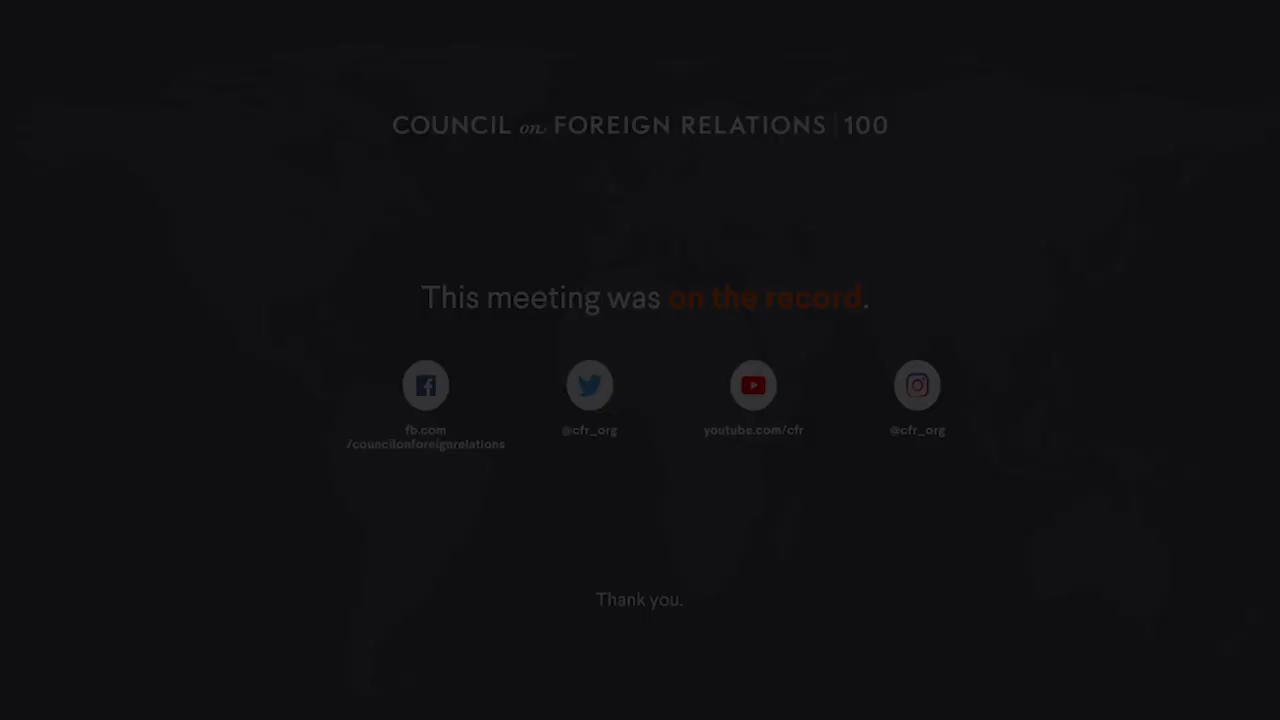 COUNCIL on FOREIGN RELATIONS | 100
This meeting was on the record.
fb.com
/councilonforeignrelations
@cfr_org
youtube.com/cfr
@cfr_org
Thank you.